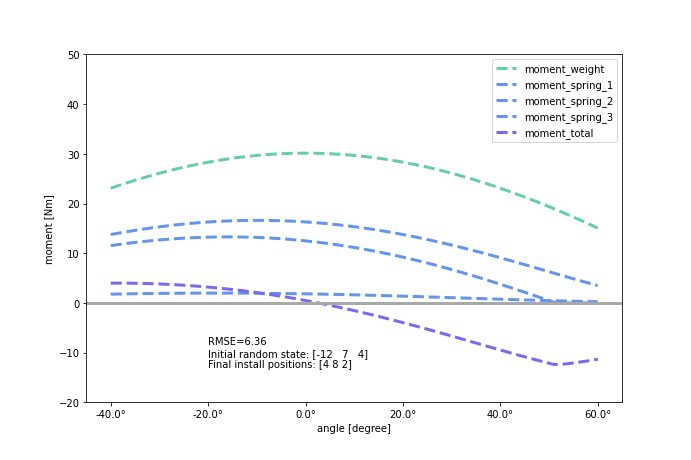 50
40
30
20
10
0
−10
−20
moment [Nm]
moment_weight
moment_spring_1
moment_spring_2
moment_spring_3
moment_total
RMSE=6.36
Initial random state: [-12   7   4]
Final install positions: [4 8 2]
-40.0° -20.0° 0.0° 20.0° 40.0° 60.0°
angle [degree]